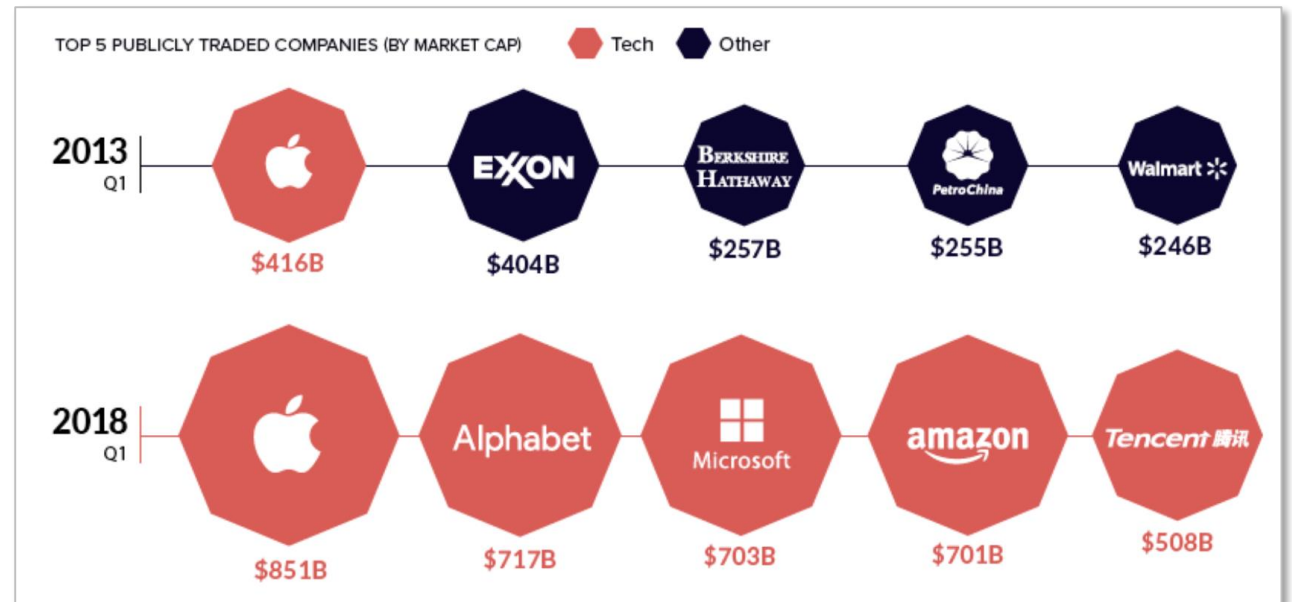 TOP 5 PUBLICLY TRADED COMPANIES (BY MARKET CAP) Tech Other
2013
Q1
EXXON
BERKSHIRE
HATHAWAY
PetroChina
Walmart
$416B
$404B
$257B
$255B
$246B
2018
Q1
Alphabet
Microsoft
amazon
Tencent 腾讯
$851B
$717B
$703B
$701B
$508B